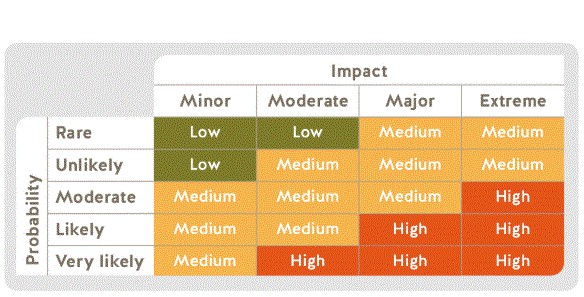 Impact
Minor Moderate Major Extreme
Probability
Rare Low Low Medium Medium
Unlikely Low Medium Medium Medium
Moderate Medium Medium Medium High
Likely Medium Medium High High
Very likely Medium High High High